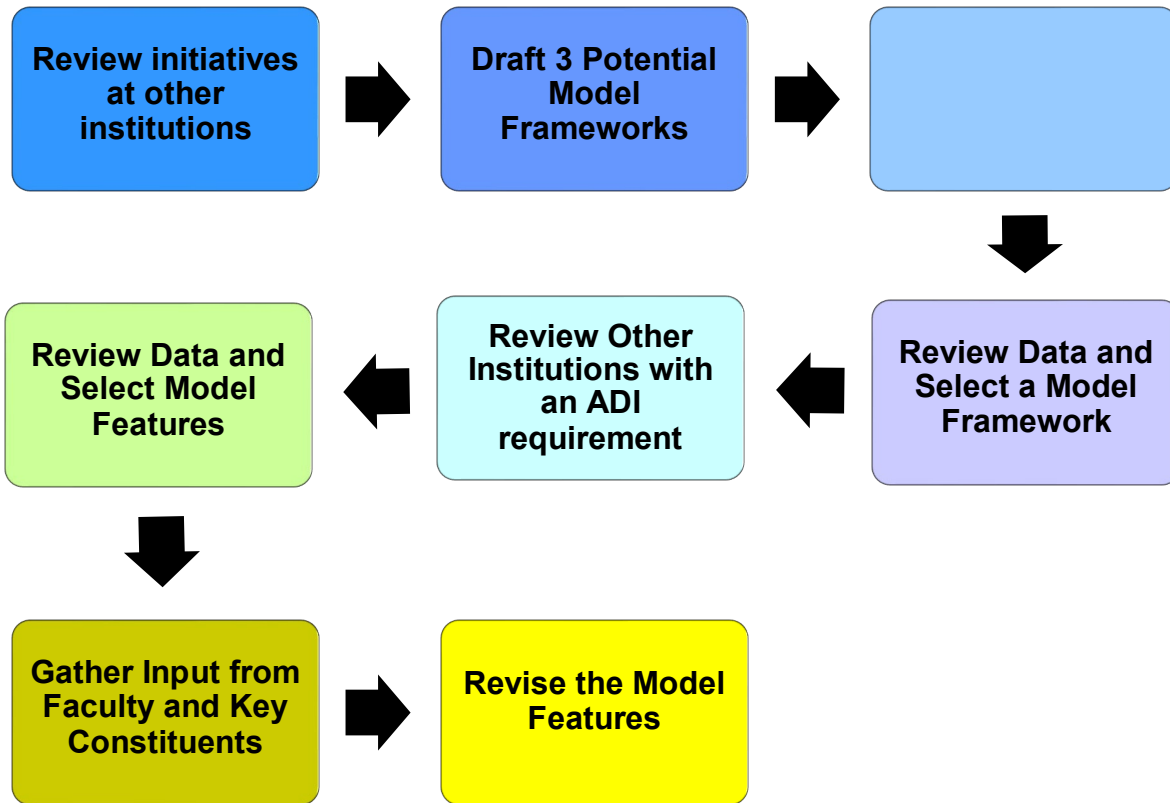 Review initiatives
at other
institutions
Draft 3 Potential
Model
Frameworks
Review Data and
Select a Model
Framework
Review Other
Institutions with
an ADI
requirement
Review Data and
Select Model
Features
Gather Input from
Faculty and Key
Constituents
Revise the Model
Features